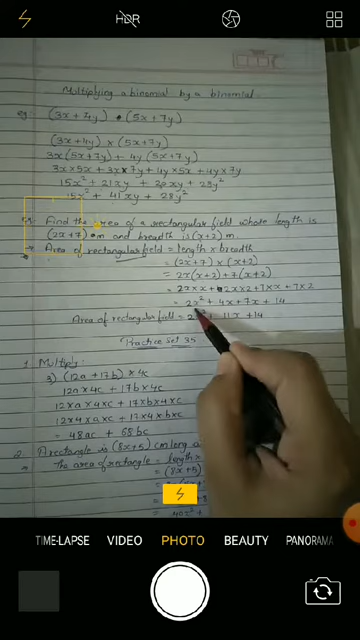 HDR
Multiplying a binomial by a binomial.
eg: (3x+4y) • (5x+7y)
(3x+4y) × (5x+7y)
3x(5x+7y) + 4y(5x+7y)
3x×5x + 3x×7y + 4y×5x + 4y×7y
15x² + 21xy + 20xy + 28y²
15x² + 41xy + 28y²
Find the area of a rectangular field whose length is
(2x+7) m and breadth is (x+2) m
Area of rectangular field = length × breadth
= (2x+7) × (x+2)
= 2x(x+2) + 7(x+2)
= 2x×x + 2x×2 + 7×x + 7×2
= 2x² + 4x + 7x + 14
Area of rectangular field = 2x² + 11x + 14
Practice Set 35
1. Multiply:
3) (12a + 17b) × 4c
12a×4c + 17b×4c
12×a×4×c + 17×b×4×c
12×4×a×c + 17×4×b×c
= 48ac + 68bc
2. A rectangle is (8x+5) cm long a
The area of rectangle = length ×
= (8x+5)
TIME-LAPSE VIDEO PHOTO BEAUTY PANORAMA